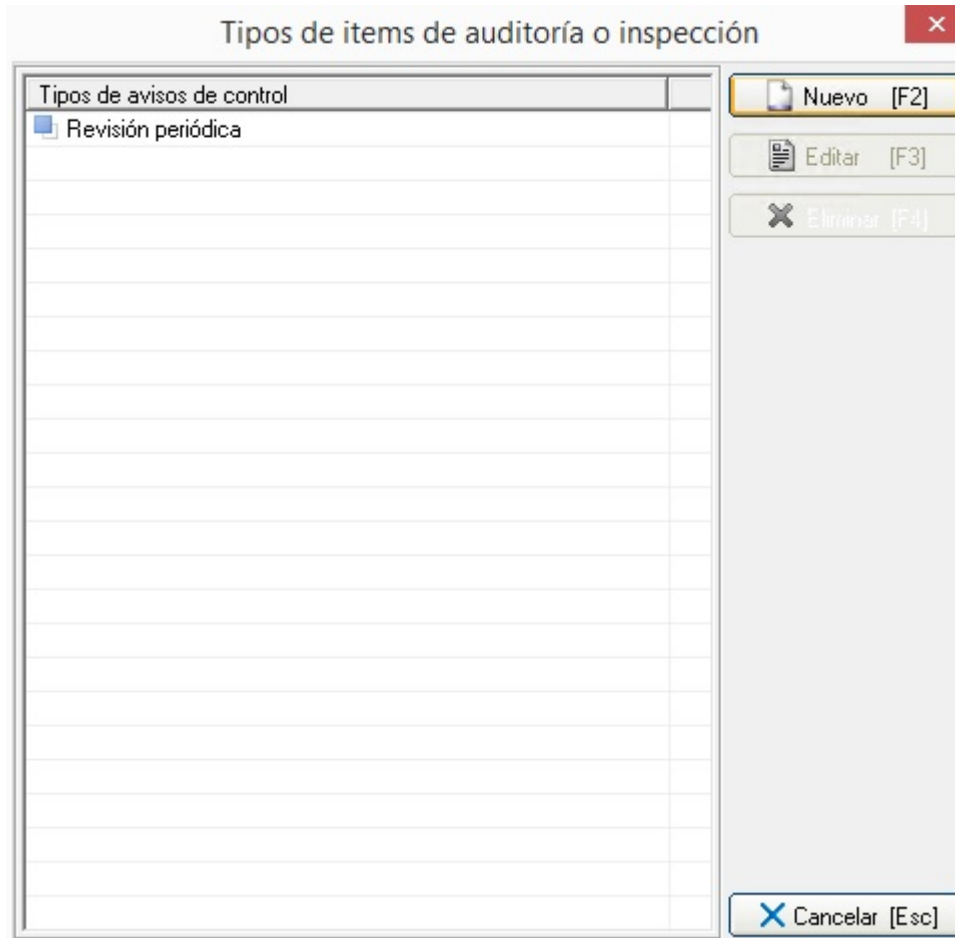 Tipos de items de auditoría o inspección
Tipos de avisos de control
Revisión periódica
Nuevo [F2]
Editar [F3]
Eliminar [F4]
Cancelar [Esc]